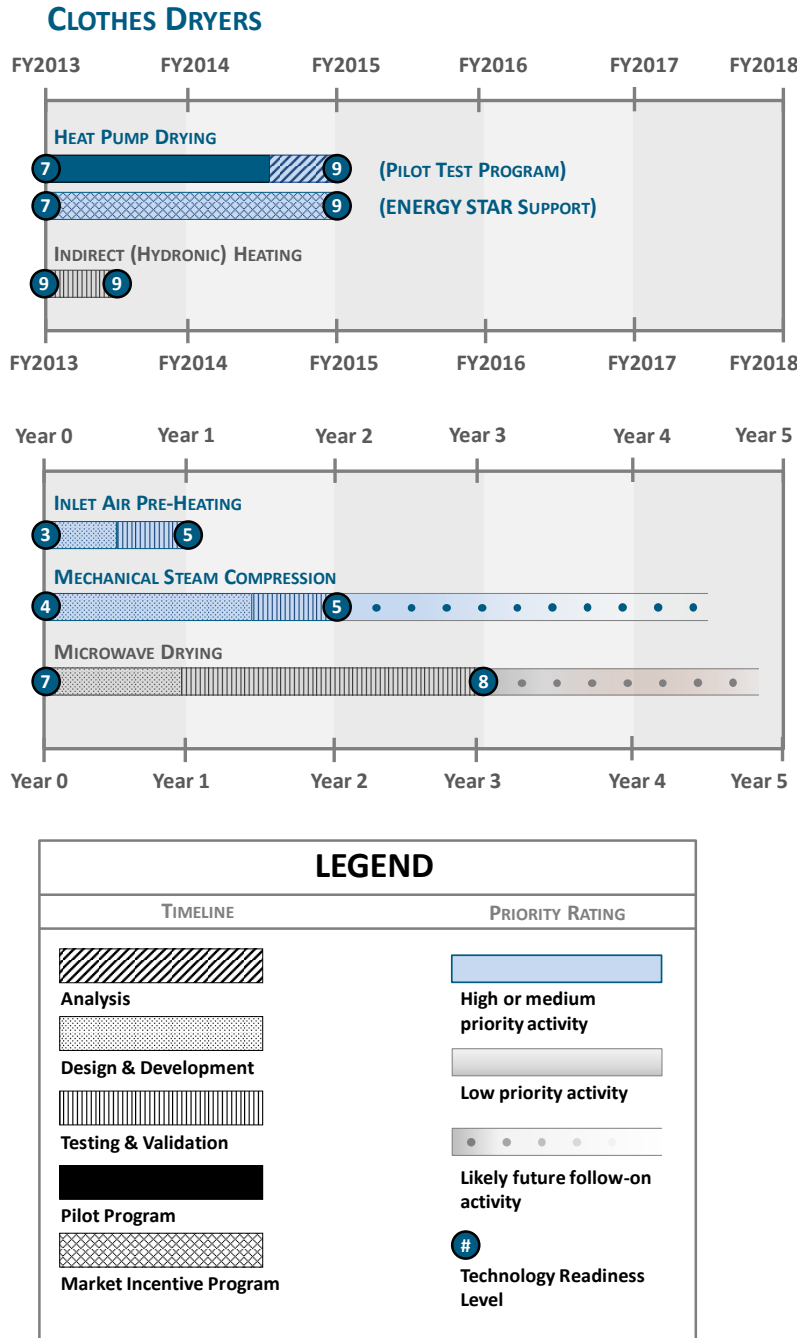 CLOTHES DRYERS
FY2013 FY2014 FY2015 FY2016 FY2017 FY2018
HEAT PUMP DRYING
7 9 (PILOT TEST PROGRAM)
7 9 (ENERGY STAR SUPPORT)
INDIRECT (HYDRONIC) HEATING
9 9
FY2013 FY2014 FY2015 FY2016 FY2017 FY2018
Year 0 Year 1 Year 2 Year 3 Year 4 Year 5
INLET AIR PRE-HEATING
3 5
MECHANICAL STEAM COMPRESSION
4 5
MICROWAVE DRYING
7 8
Year 0 Year 1 Year 2 Year 3 Year 4 Year 5
LEGEND
TIMELINE
Analysis
Design & Development
Testing & Validation
Pilot Program
Market Incentive Program
PRIORITY RATING
High or medium
priority activity
Low priority activity
Likely future follow-on
activity
#
Technology Readiness
Level